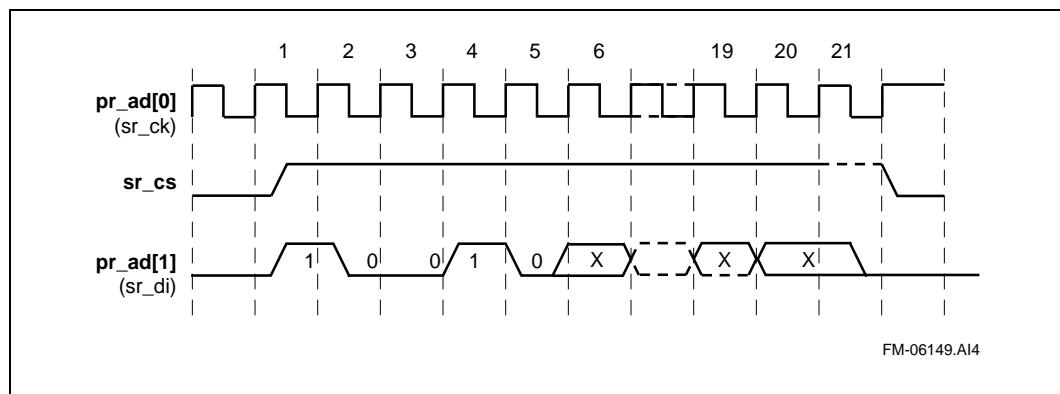 1 2 3 4 5 6 19 20 21
pr_ad[0]
(sr_ck)
sr_cs
pr_ad[1]
(sr_di)
1 0 0 1 0 X X X
FM-06149.AI4